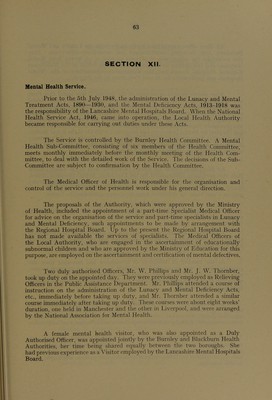 63
SECTION XII.
Mental Health Service.
Prior to the 5th July 1948, the administration of the Lunacy and Mental
Treatment Acts, 1890—1930, and the Mental Deficiency Acts, 1913–1918 was
the responsibility of the Lancashire Mental Hospitals Board. When the National
Health Service Act, 1946, came into operation, the Local Health Authority
became responsible for carrying out duties under these Acts.
The Service is controlled by the Burnley Health Committee. A Mental
Health Sub-Committee, consisting of six members of the Health Committee,
meets monthly immediately before the monthly meeting of the Health Com-
mittee, to deal with the detailed work of the Service. The decisions of the Sub-
Committee are subject to confirmation by the Health Committee.
The Medical Officer of Health is responsible for the organisation and
control of the service and the personnel work under his general direction.
The proposals of the Authority, which were approved by the Ministry
of Health, included the appointment of a part-time Specialist Medical Officer
for advice on the organisation of the service and part-time specialists in Lunacy
and Mental Deficiency, such appointments to be made by arrangement with
the Regional Hospital Board. Up to the present the Regional Hospital Board
has not made available the services of specialists. The Medical Officers of
the Local Authority, who are engaged in the ascertainment of educationally
subnormal children and who are approved by the Ministry of Education for this
purpose, are employed on the ascertainment and certification of mental defectives.
Two duly authorised Officers, Mr. W. Phillips and Mr. J. W. Thornber,
took up duty on the appointed day. They were previously employed as Relieving
Officers in the Public Assistance Department. Mr. Phillips attended a course of
instruction on the administration of the Lunacy and Mental Deficiency Acts,
etc., immediately before taking up duty, and Mr. Thornber attended a similar
course immediately after taking up duty. These courses were about eight weeks'
duration, one held in Manchester and the other in Liverpool, and were arranged
by the National Association for Mental Health.
A female mental health visitor, who was also appointed as a Duly
Authorised Officer, was appointed jointly by the Burnley and Blackburn Health
Authorities, her time being shared equally between the two boroughs. She
had previous experience as a Visitor employed by the Lancashire Mental Hospitals
Board.